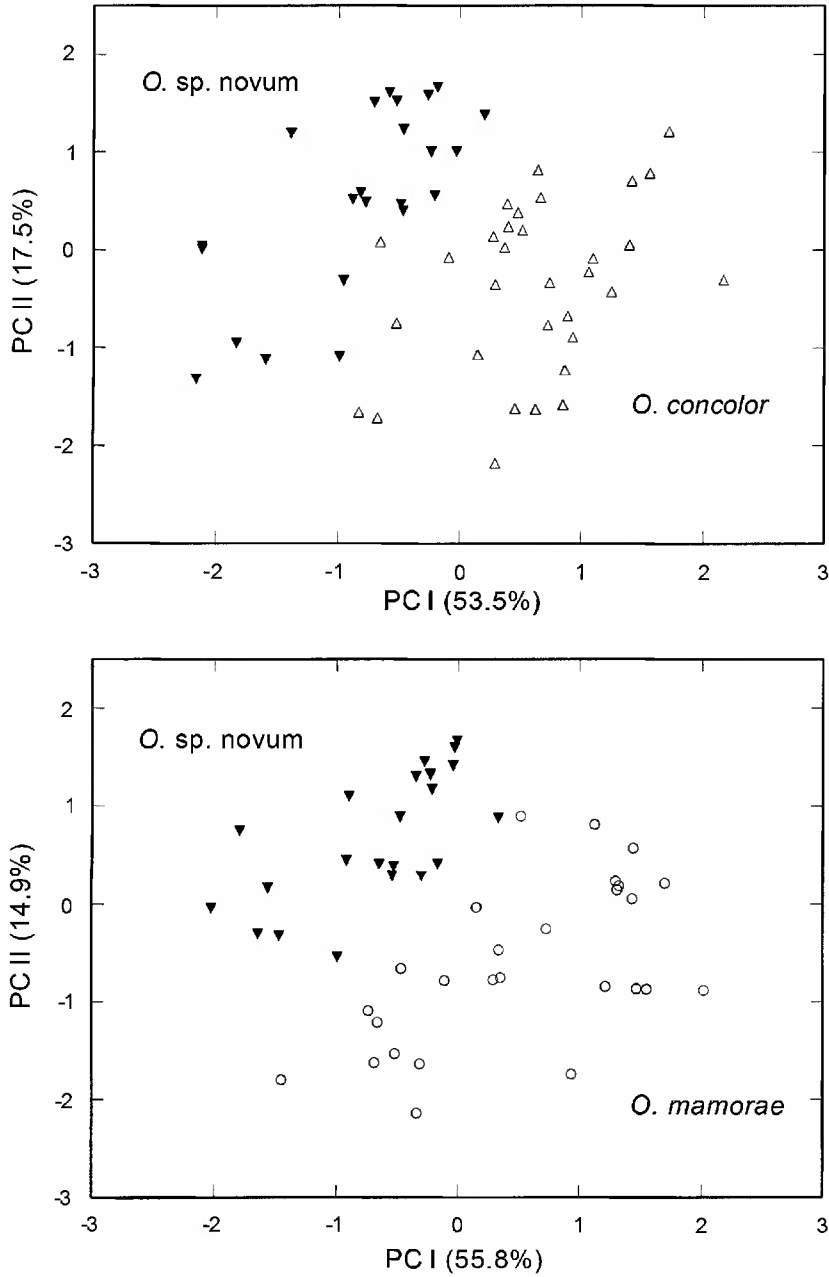 2
O. sp. novum
1
0
PC II (17.5%)
-1
O. concolor
-2
-3
-3 -2 -1 0 1 2 3
PC I (53.5%)
2
O. sp. novum
1
0
PC II (14.9%)
-1
-2
O. mamorae
-3
-3 -2 -1 0 1 2 3
PC I (55.8%)